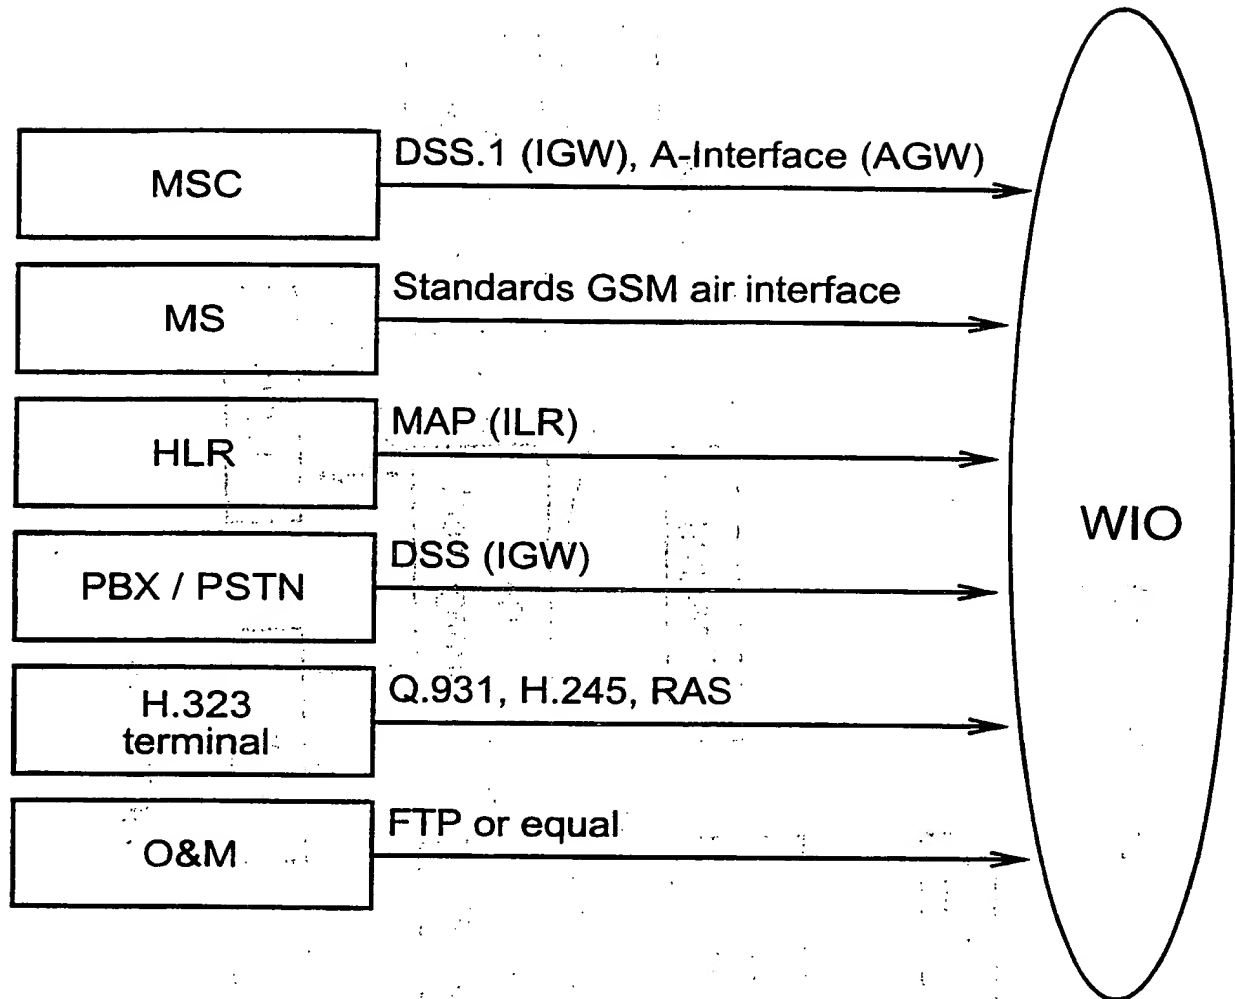 MSC
DSS.1 (IGW), A-Interface (AGW)
MS
Standards GSM air interface
HLR
MAP (ILR)
PBX / PSTN
DSS (IGW)
H.323
terminal
Q.931, H.245, RAS
O&M
FTP or equal
WIO